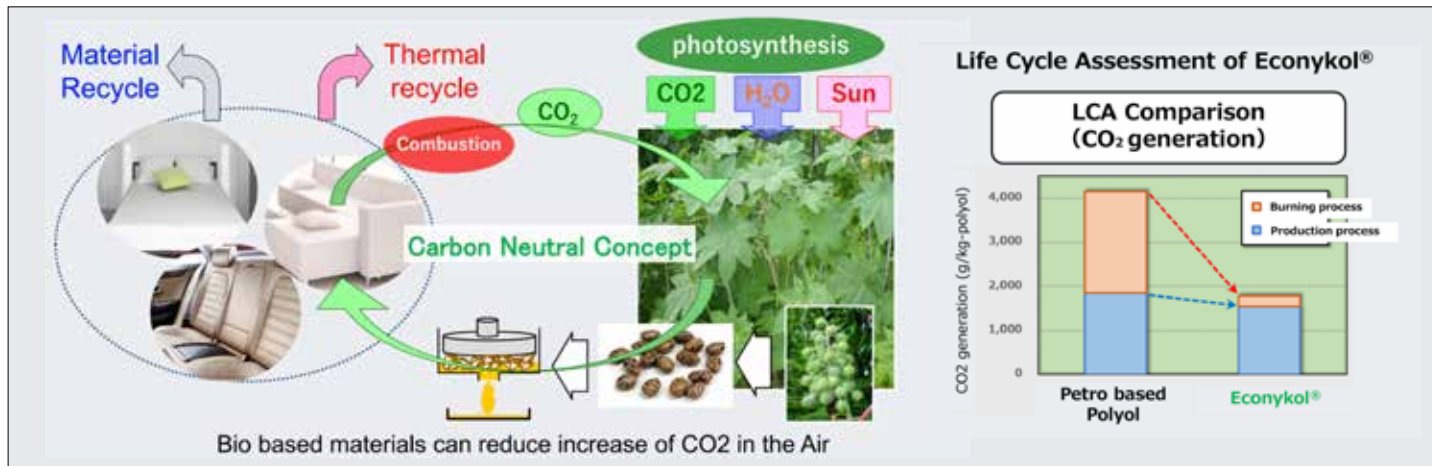 Material
Recycle
Thermal
recycle
photosynthesis
CO2
H₂O
Sun
CO₂
Combustion
Carbon Neutral Concept
Bio based materials can reduce increase of CO2 in the Air
Life Cycle Assessment of Econykol®
LCA Comparison
(CO₂ generation)
CO2 generation (g/kg-polyol)
4,000
3,000
2,000
1,000
0
Burning process
Production process
Petro based
Polyol
Econykol®